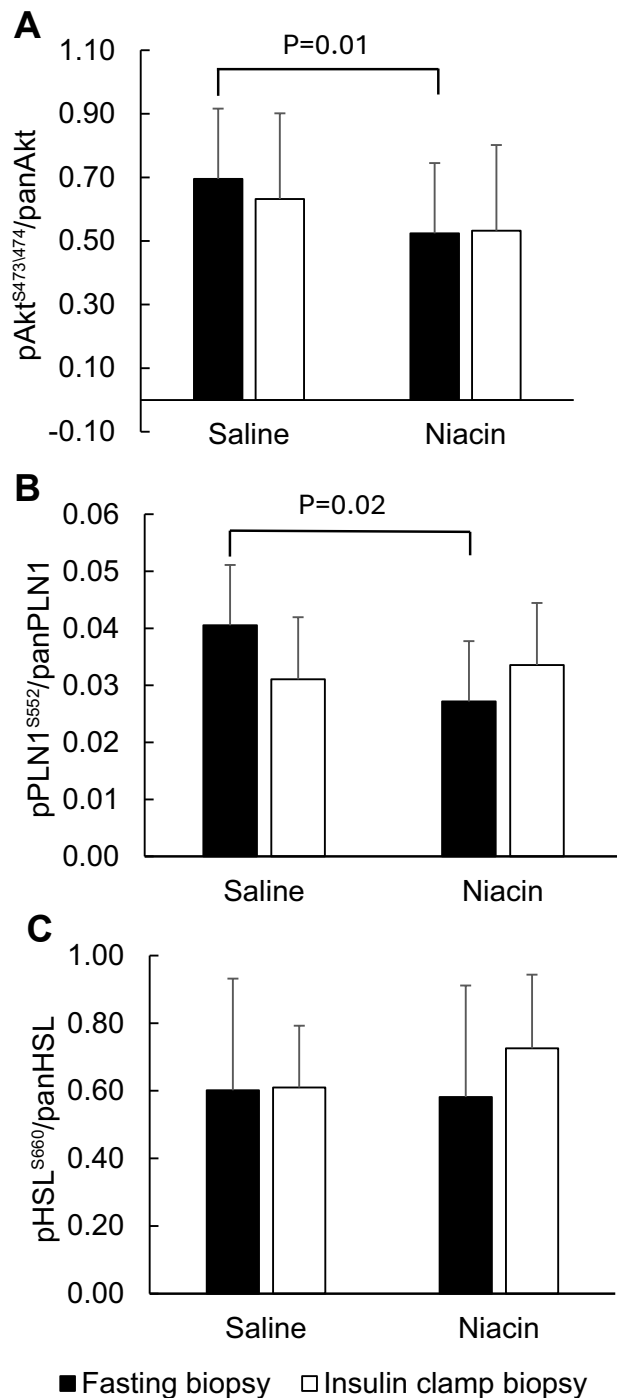 A
P=0.01
pAkt^S473\474/panAkt
1.10
0.90
0.70
0.50
0.30
0.10
-0.10
Saline Niacin
B
P=0.02
pPLN1^S552/panPLN1
0.06
0.05
0.04
0.03
0.02
0.01
0.00
Saline Niacin
C
pHSL^S660/panHSL
1.00
0.80
0.60
0.40
0.20
0.00
Saline Niacin
Fasting biopsy Insulin clamp biopsy